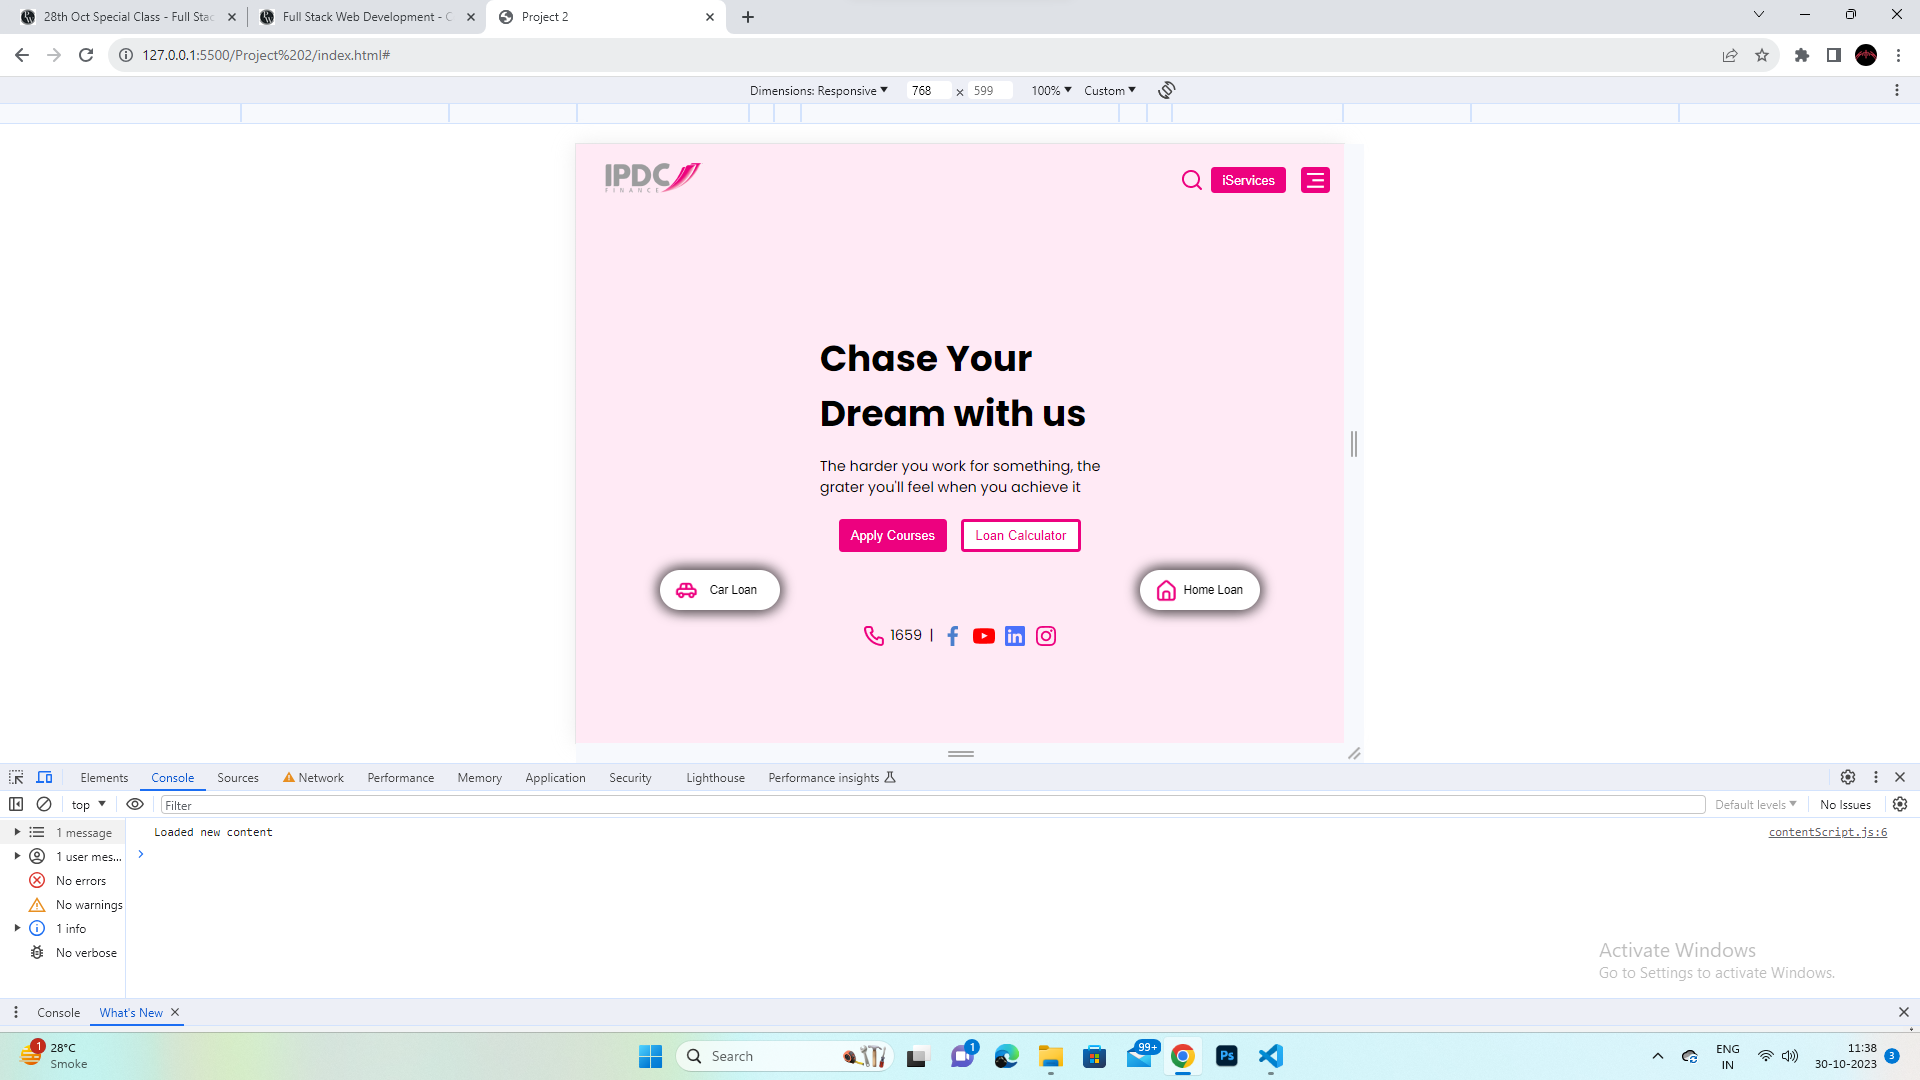 28th Oct Special Class - Full Stac
Full Stack Web Development - C
Project 2
127.0.0.1:5500/Project%202/index.html#
Dimensions: Responsive 768 × 599 100% Custom
IPDC
FINANCE
iServices
Chase Your
Dream with us
The harder you work for something, the
grater you'll feel when you achieve it
Apply Courses
Loan Calculator
Car Loan
Home Loan
1659 |
Elements Console Sources Network Performance Memory Application Security Lighthouse Performance insights
top Filter Default levels No Issues
1 message
1 user mes...
No errors
No warnings
1 info
No verbose
Loaded new content contentScript.js:6
Activate Windows
Go to Settings to activate Windows.
Console What's New
1
28°C
Smoke
Search
1
99+
Ps
ENG
IN
11:38
30-10-2023
3